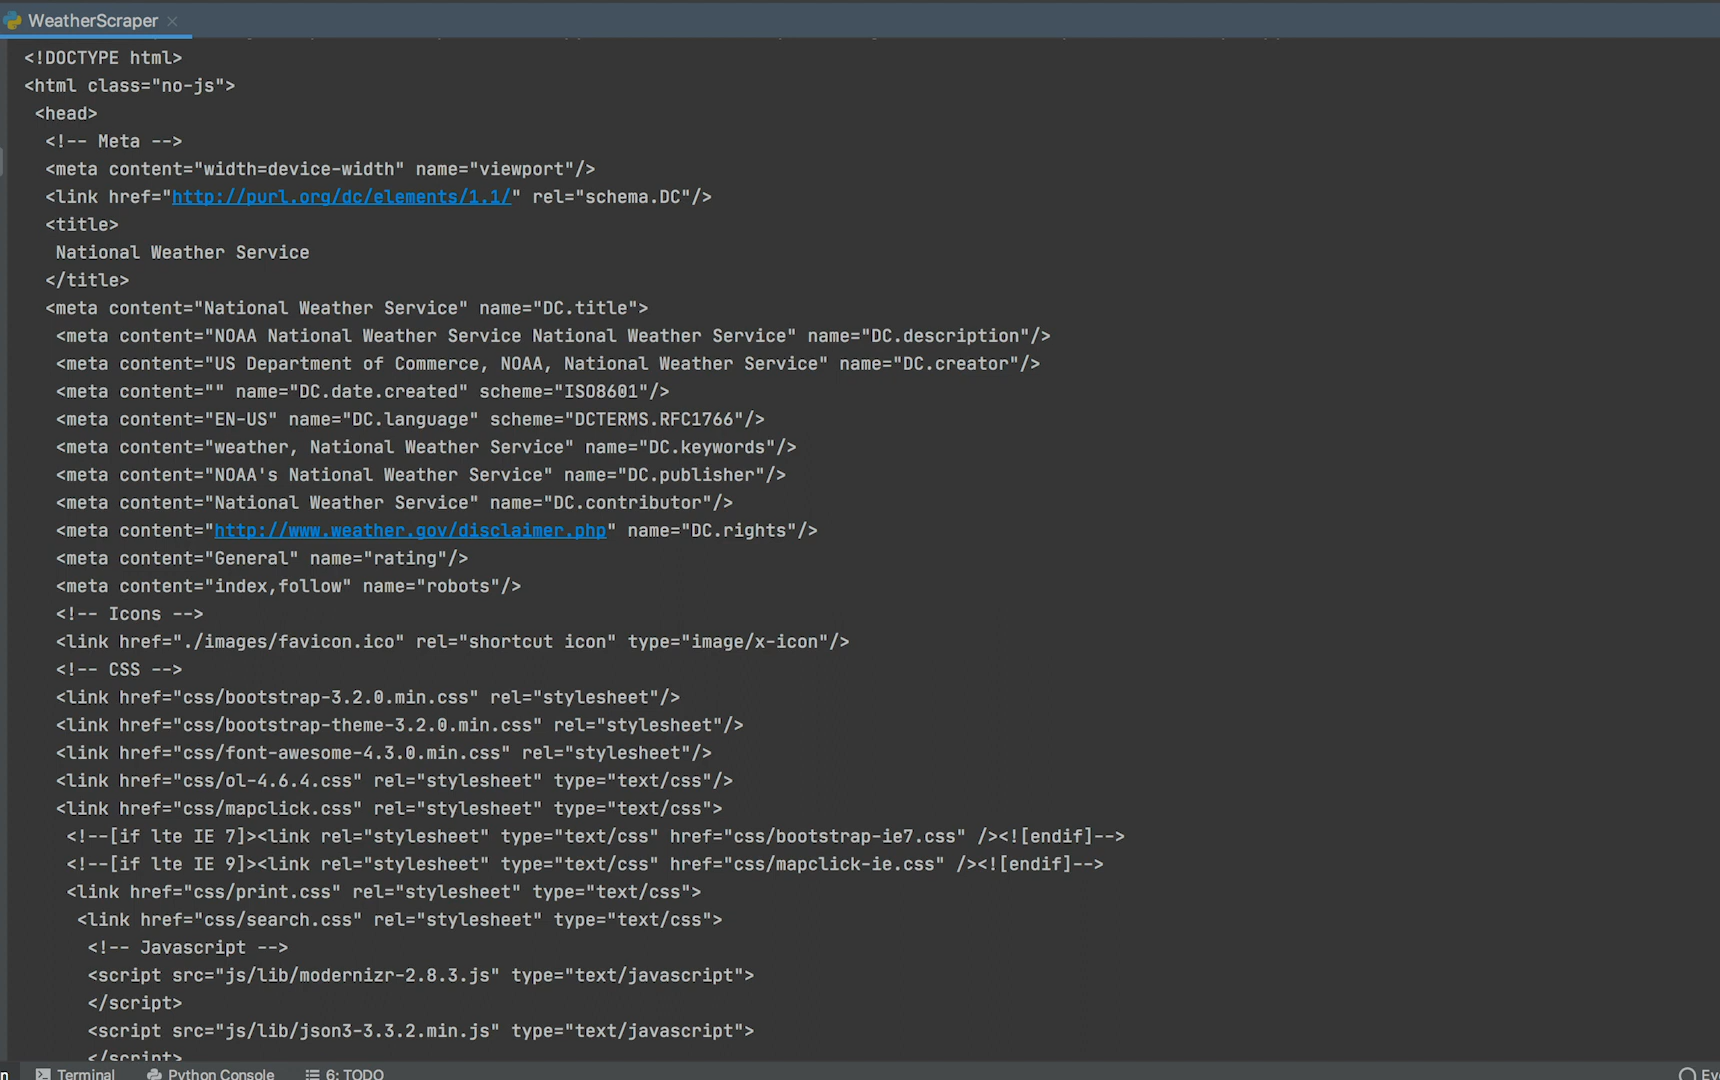 WeatherScraper
<!DOCTYPE html>
<html class="no-js">
<head>
<!-- Meta -->
<meta content="width=device-width" name="viewport"/>
<link href="http://purl.org/dc/elements/1.1/" rel="schema.DC"/>
<title>
National Weather Service
</title>
<meta content="National Weather Service" name="DC.title">
<meta content="NOAA National Weather Service National Weather Service" name="DC.description"/>
<meta content="US Department of Commerce, NOAA, National Weather Service" name="DC.creator"/>
<meta content="" name="DC.date.created" scheme="ISO8601"/>
<meta content="EN-US" name="DC.language" scheme="DCTERMS.RFC1766"/>
<meta content="weather, National Weather Service" name="DC.keywords"/>
<meta content="NOAA's National Weather Service" name="DC.publisher"/>
<meta content="National Weather Service" name="DC.contributor"/>
<meta content="http://www.weather.gov/disclaimer.php" name="DC.rights"/>
<meta content="General" name="rating"/>
<meta content="index,follow" name="robots"/>
<!-- Icons -->
<link href="./images/favicon.ico" rel="shortcut icon" type="image/x-icon"/>
<!-- CSS -->
<link href="css/bootstrap-3.2.0.min.css" rel="stylesheet"/>
<link href="css/bootstrap-theme-3.2.0.min.css" rel="stylesheet"/>
<link href="css/font-awesome-4.3.0.min.css" rel="stylesheet"/>
<link href="css/ol-4.6.4.css" rel="stylesheet" type="text/css"/>
<link href="css/mapclick.css" rel="stylesheet" type="text/css">
<!--[if lte IE 7]><link rel="stylesheet" type="text/css" href="css/bootstrap-ie7.css" /><![endif]-->
<!--[if lte IE 9]><link rel="stylesheet" type="text/css" href="css/mapclick-ie.css" /><![endif]-->
<link href="css/print.css" rel="stylesheet" type="text/css">
<link href="css/search.css" rel="stylesheet" type="text/css">
<!-- Javascript -->
<script src="js/lib/modernizr-2.8.3.js" type="text/javascript">
</script>
<script src="js/lib/json3-3.3.2.min.js" type="text/javascript">
</script>
n Terminal Python Console 6: TODO